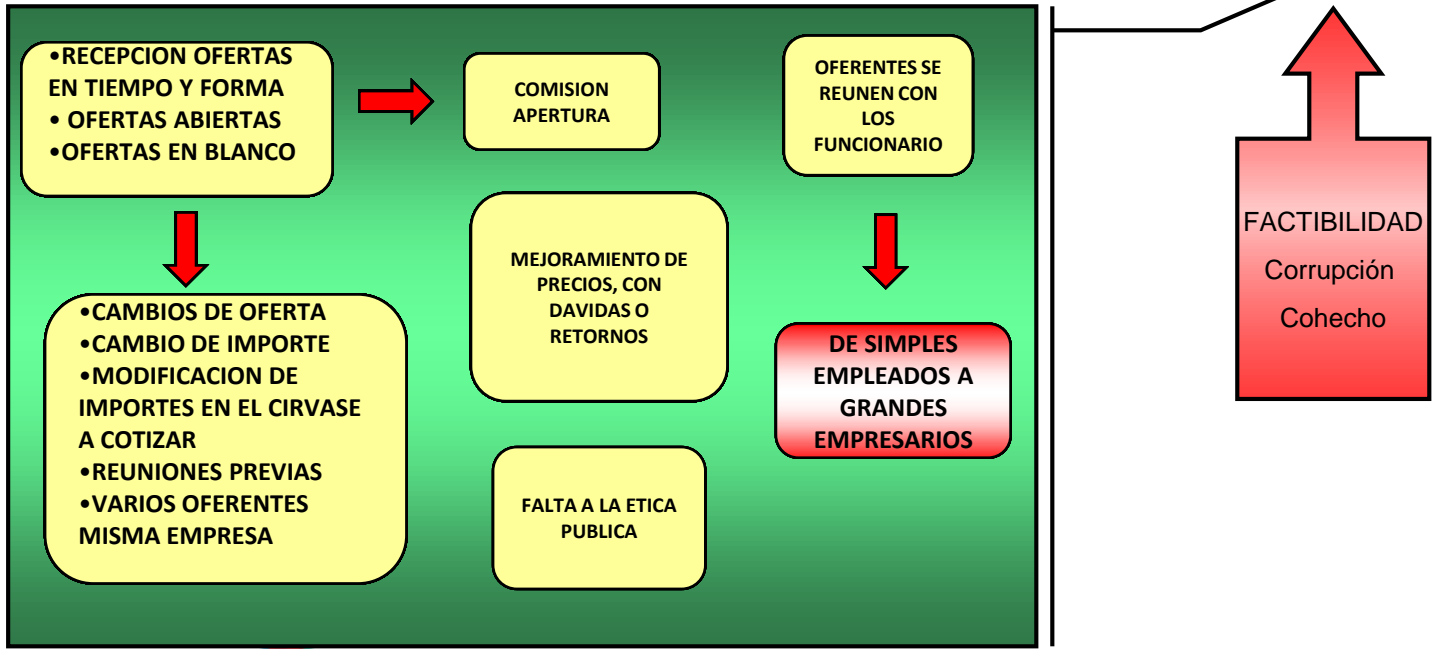 •RECEPCION OFERTAS
EN TIEMPO Y FORMA
• OFERTAS ABIERTAS
•OFERTAS EN BLANCO
COMISION
APERTURA
OFERENTES SE
REUNEN CON
LOS
FUNCIONARIO
MEJORAMIENTO DE
PRECIOS, CON
DAVIDAS O
RETORNOS
•CAMBIOS DE OFERTA
•CAMBIO DE IMPORTE
•MODIFICACION DE
IMPORTES EN EL CIRVASE
A COTIZAR
•REUNIONES PREVIAS
•VARIOS OFERENTES
MISMA EMPRESA
DE SIMPLES
EMPLEADOS A
GRANDES
EMPRESARIOS
FALTA A LA ETICA
PUBLICA
FACTIBILIDAD
Corrupción
Cohecho